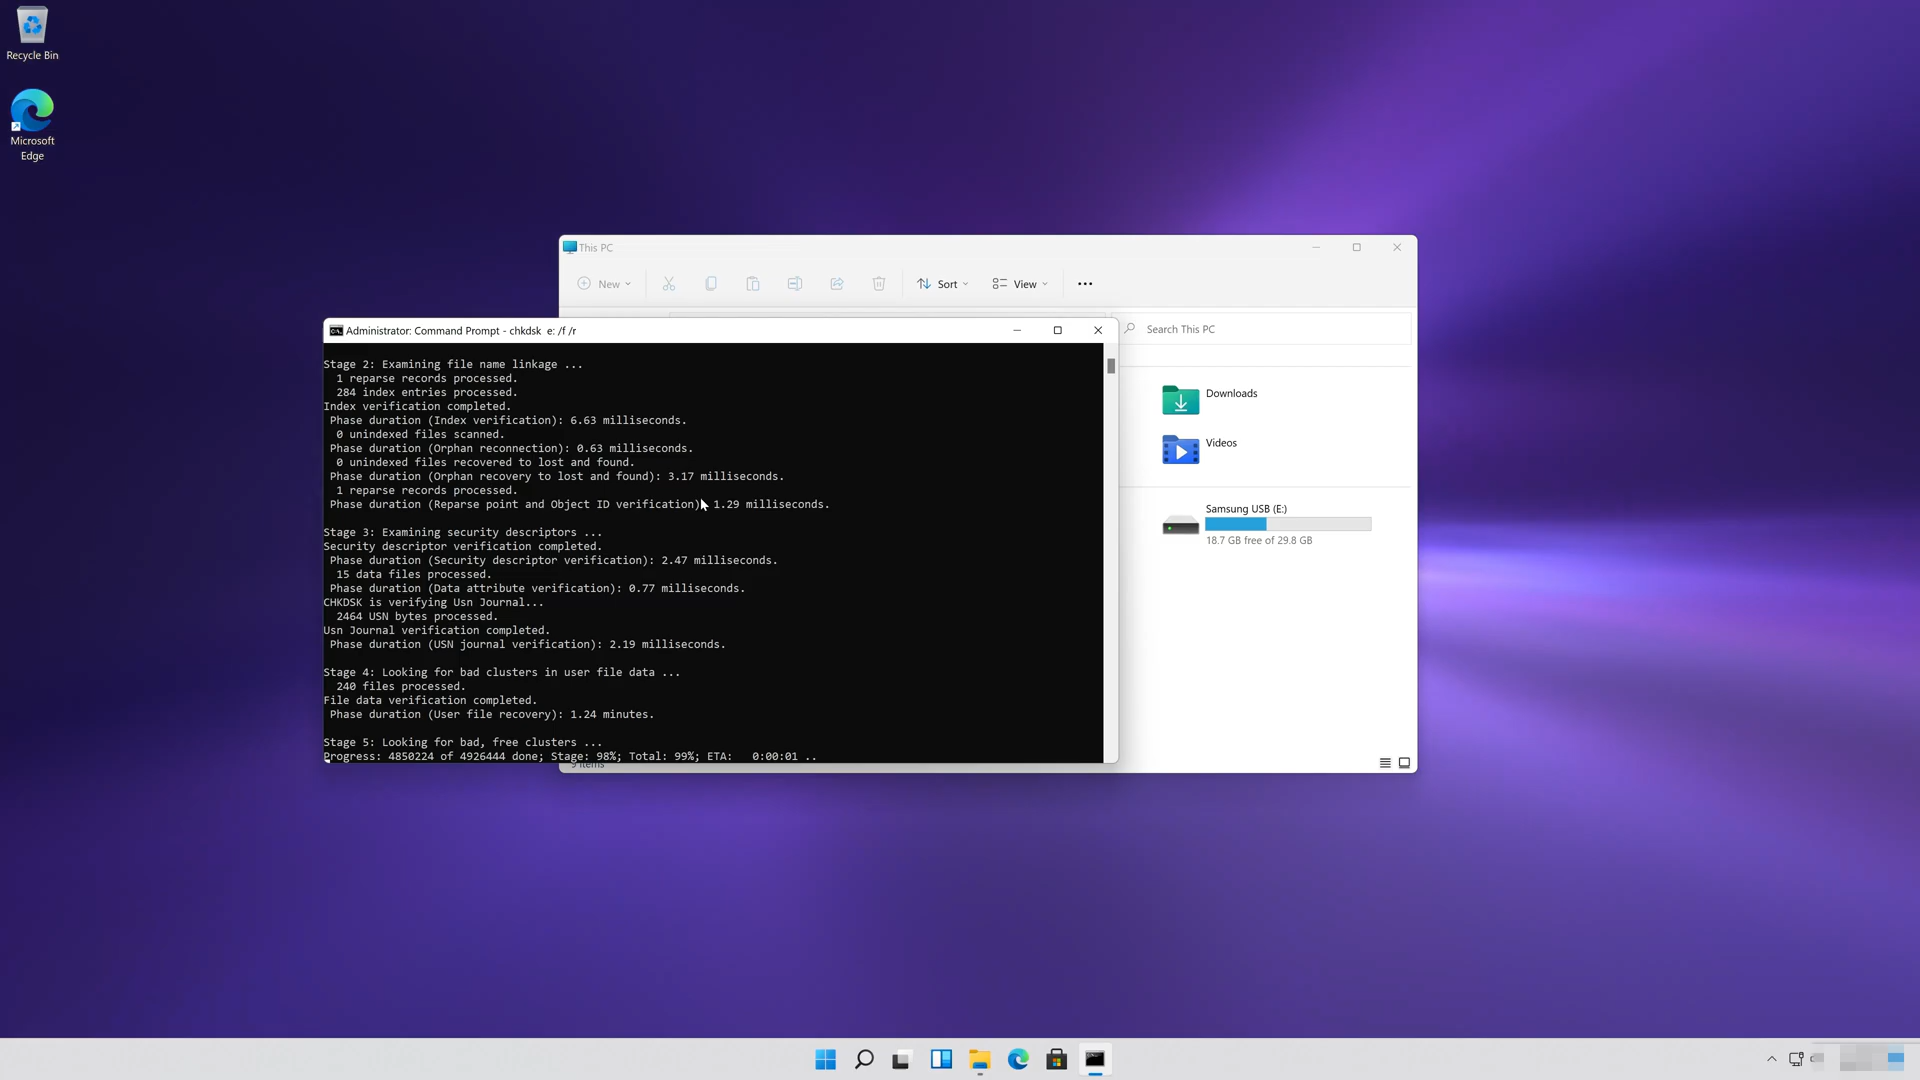 Recycle Bin
Microsoft
Edge
This PC
New
Sort
View
Administrator: Command Prompt - chkdsk  e: /f /r
Search This PC
Stage 2: Examining file name linkage ...
1 reparse records processed.
284 index entries processed.
Index verification completed.
Phase duration (Index verification): 6.63 milliseconds.
0 unindexed files scanned.
Phase duration (Orphan reconnection): 0.63 milliseconds.
0 unindexed files recovered to lost and found.
Phase duration (Orphan recovery to lost and found): 3.17 milliseconds.
1 reparse records processed.
Phase duration (Reparse point and Object ID verification): 1.29 milliseconds.
Stage 3: Examining security descriptors ...
Security descriptor verification completed.
Phase duration (Security descriptor verification): 2.47 milliseconds.
15 data files processed.
Phase duration (Data attribute verification): 0.77 milliseconds.
CHKDSK is verifying Usn Journal...
2464 USN bytes processed.
Usn Journal verification completed.
Phase duration (USN journal verification): 2.19 milliseconds.
Stage 4: Looking for bad clusters in user file data ...
240 files processed.
File data verification completed.
Phase duration (User file recovery): 1.24 minutes.
Stage 5: Looking for bad, free clusters ...
Progress: 4850224 of 4926444 done; Stage: 98%; Total: 99%; ETA:   0:00:01 ..
Downloads
Videos
Samsung USB (E:)
18.7 GB free of 29.8 GB
9 items